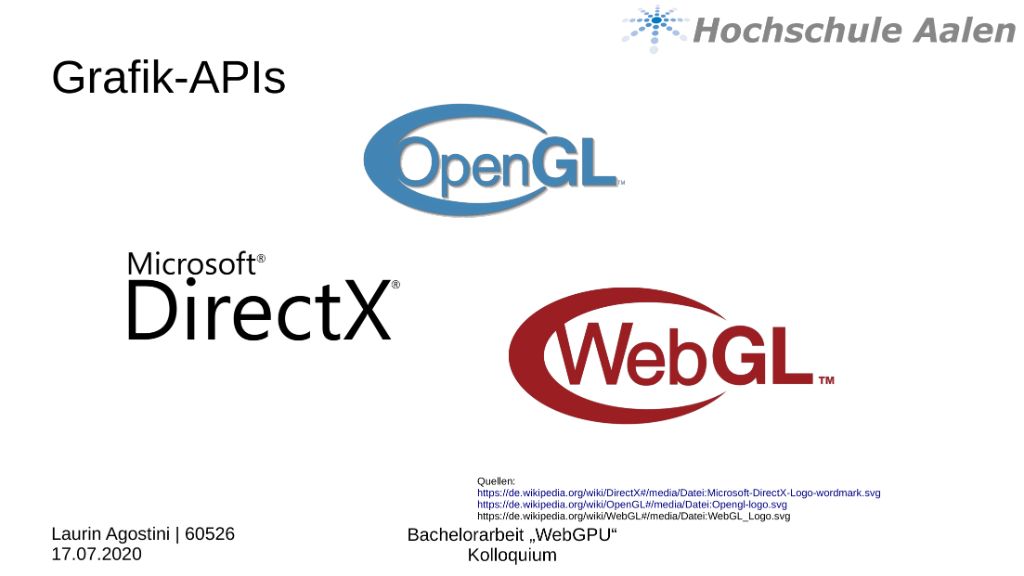 Hochschule Aalen
Grafik-APIs
OpenGL™
Microsoft®
DirectX®
WebGL™
Quellen:
https://de.wikipedia.org/wiki/DirectX#/media/Datei:Microsoft-DirectX-Logo-wordmark.svg
https://de.wikipedia.org/wiki/OpenGL#/media/Datei:Opengl-logo.svg
https://de.wikipedia.org/wiki/WebGL#/media/Datei:WebGL_Logo.svg
Laurin Agostini | 60526
17.07.2020
Bachelorarbeit „WebGPU“
Kolloquium